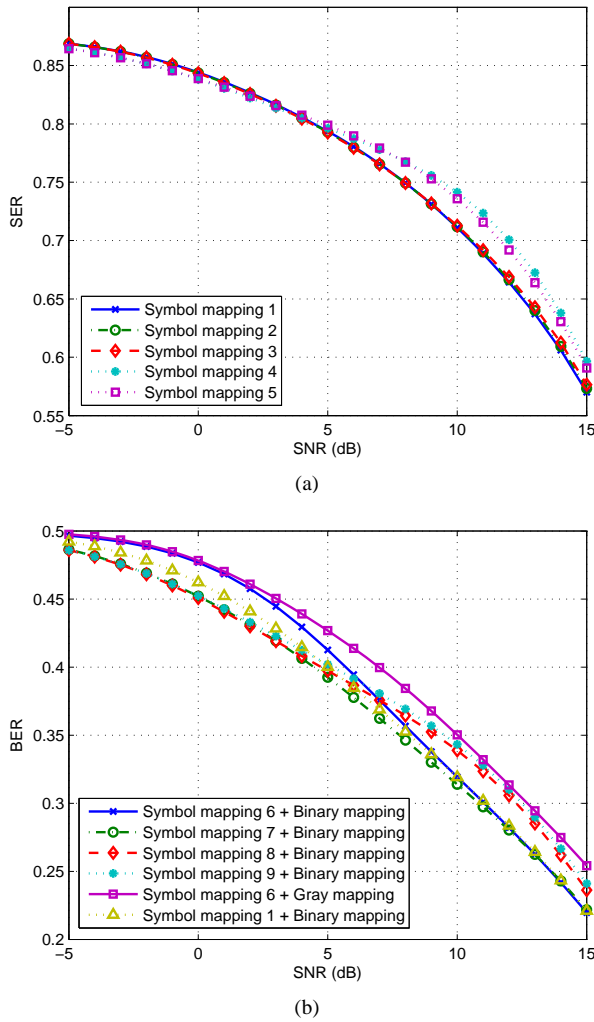 0.85
0.8
0.75
0.7
0.65
0.6
0.55
SER
Symbol mapping 1
Symbol mapping 2
Symbol mapping 3
Symbol mapping 4
Symbol mapping 5
−5 0 5 10 15
SNR (dB)
(a)
0.5
0.45
0.4
0.35
0.3
0.25
0.2
BER
Symbol mapping 6 + Binary mapping
Symbol mapping 7 + Binary mapping
Symbol mapping 8 + Binary mapping
Symbol mapping 9 + Binary mapping
Symbol mapping 6 + Gray mapping
Symbol mapping 1 + Binary mapping
−5 0 5 10 15
SNR (dB)
(b)